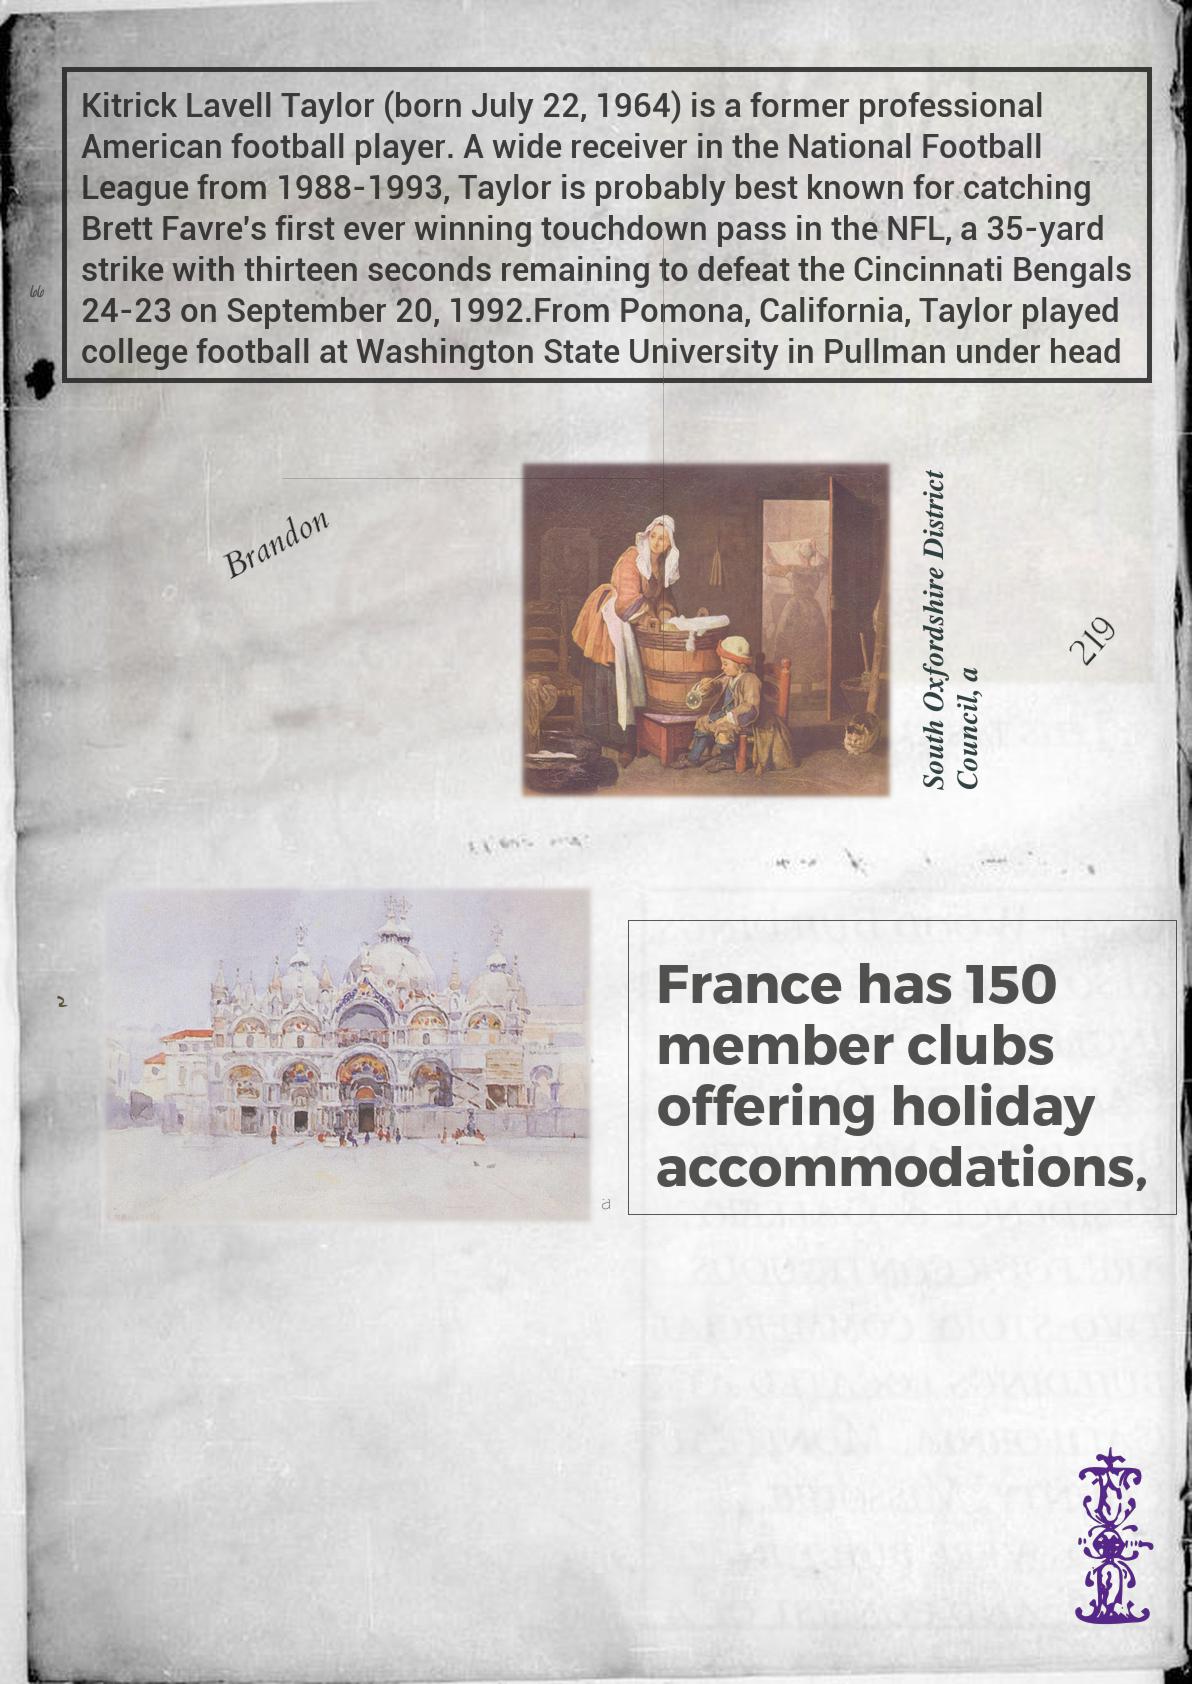 Kitrick Lavell Taylor (born July 22, 1964) is a former professional
American football player. A wide receiver in the National Football
League from 1988-1993, Taylor is probably best known for catching
Brett Favre's first ever winning touchdown pass in the NFL, a 35-yard
strike with thirteen seconds remaining to defeat the Cincinnati Bengals
24-23 on September 20, 1992.From Pomona, California, Taylor played
college football at Washington State University in Pullman under head
66
Brandon
South Oxfordshire District
Council, a
219
2
a
France has 150
member clubs
offering holiday
accommodations,